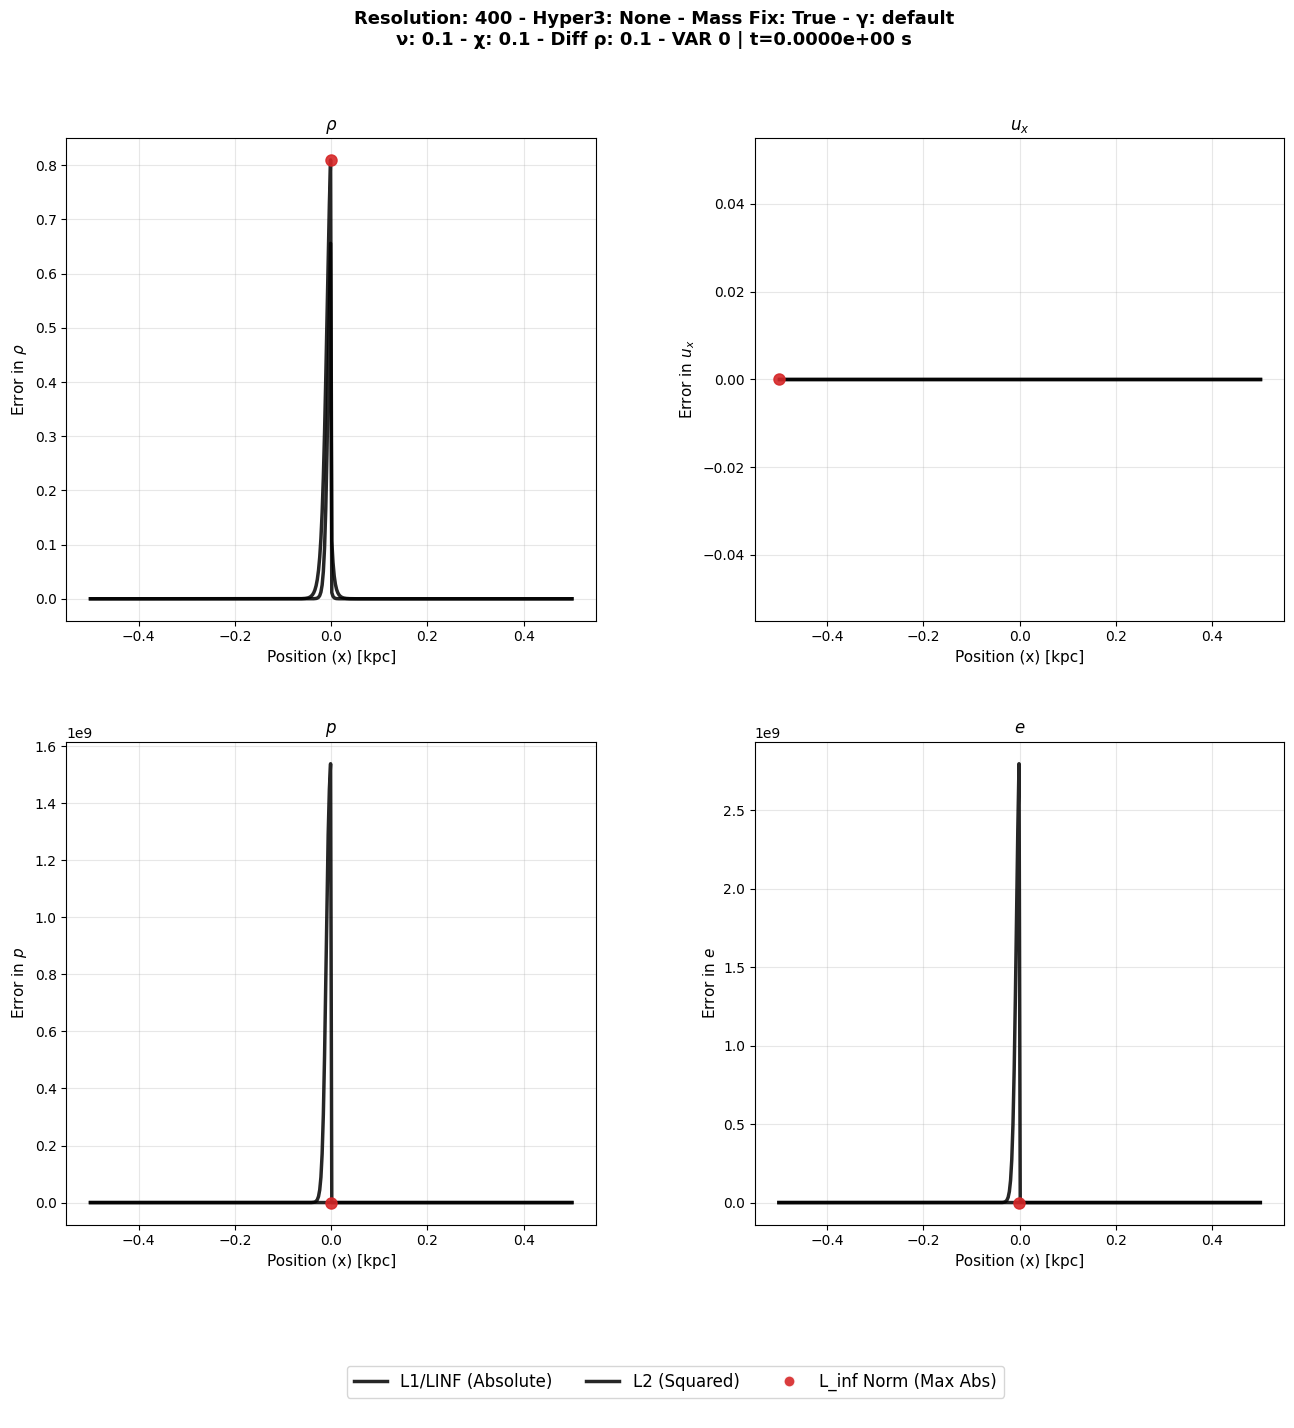 Resolution: 400 - Hyper3: None - Mass Fix: True - γ: default
ν: 0.1 - χ: 0.1 - Diff ρ: 0.1 - VAR 0 | t=0.0000e+00 s
ρ
0.8
0.7
0.6
0.5
0.4
0.3
0.2
0.1
0.0
Error in ρ
−0.4 −0.2 0.0 0.2 0.4
Position (x) [kpc]
u_x
0.04
0.02
0.00
−0.02
−0.04
Error in u_x
−0.4 −0.2 0.0 0.2 0.4
Position (x) [kpc]
p
1e9
1.6
1.4
1.2
1.0
0.8
0.6
0.4
0.2
0.0
Error in p
−0.4 −0.2 0.0 0.2 0.4
Position (x) [kpc]
e
1e9
2.5
2.0
1.5
1.0
0.5
0.0
Error in e
−0.4 −0.2 0.0 0.2 0.4
Position (x) [kpc]
L1/LINF (Absolute) L2 (Squared) L_inf Norm (Max Abs)